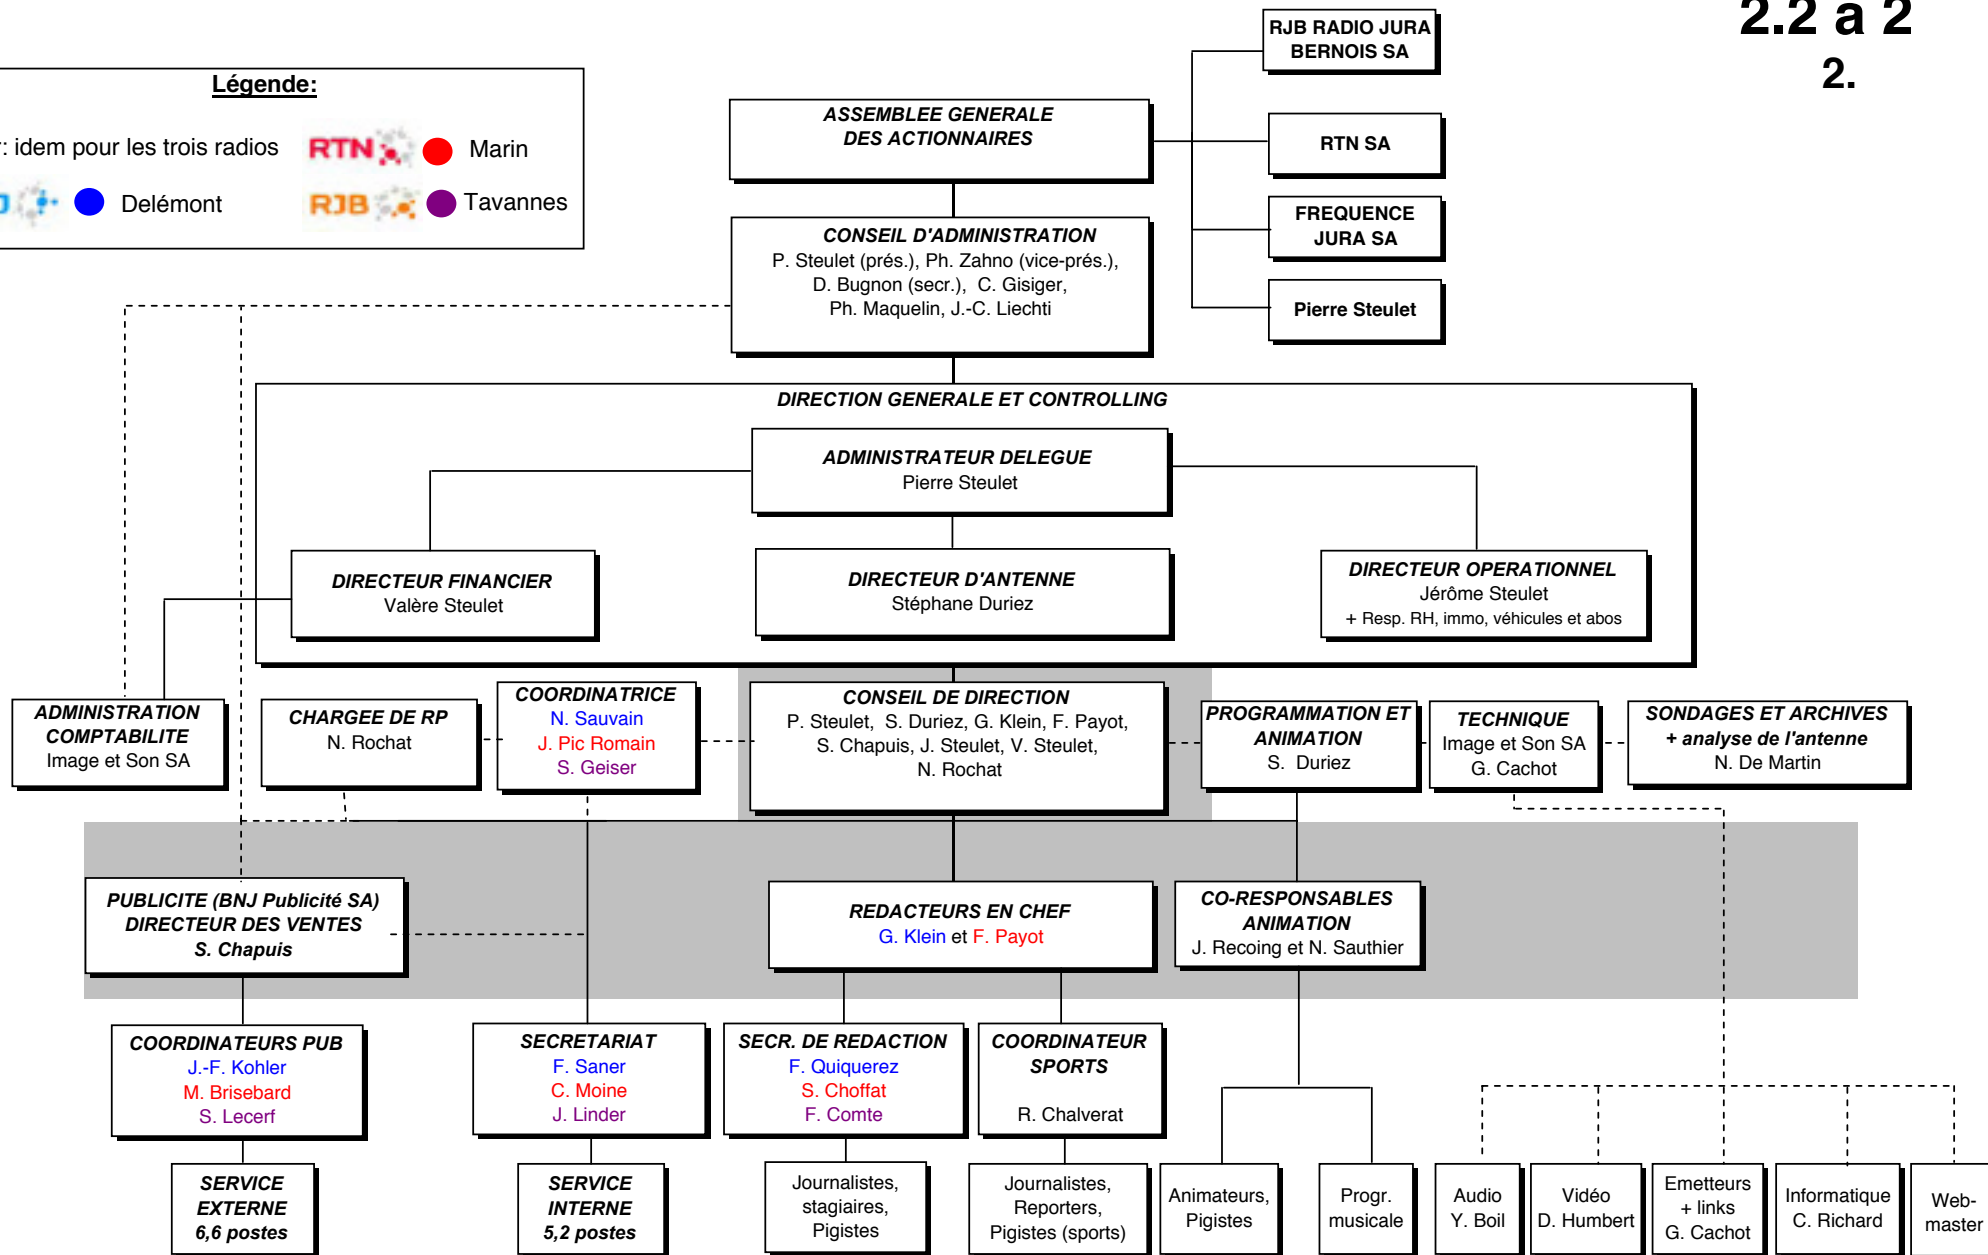 2.2 a 2
2.
Légende:
: idem pour les trois radios
RTN
Marin
J
Delémont
RJB
Tavannes
RJB RADIO JURA
BERNOIS SA
ASSEMBLEE GENERALE
DES ACTIONNAIRES
RTN SA
FREQUENCE
JURA SA
Pierre Steulet
CONSEIL D'ADMINISTRATION
P. Steulet (prés.), Ph. Zahno (vice-prés.),
D. Bugnon (secr.), C. Gisiger,
Ph. Maquelin, J.-C. Liechti
DIRECTION GENERALE ET CONTROLLING
ADMINISTRATEUR DELEGUE
Pierre Steulet
DIRECTEUR FINANCIER
Valère Steulet
DIRECTEUR D'ANTENNE
Stéphane Duriez
DIRECTEUR OPERATIONNEL
Jérôme Steulet
+ Resp. RH, immo, véhicules et abos
ADMINISTRATION
COMPTABILITE
Image et Son SA
CHARGEE DE RP
N. Rochat
COORDINATRICE
N. Sauvain
J. Pic Romain
S. Geiser
CONSEIL DE DIRECTION
P. Steulet, S. Duriez, G. Klein, F. Payot,
S. Chapuis, J. Steulet, V. Steulet,
N. Rochat
PROGRAMMATION ET
ANIMATION
S. Duriez
TECHNIQUE
Image et Son SA
G. Cachot
SONDAGES ET ARCHIVES
+ analyse de l'antenne
N. De Martin
PUBLICITE (BNJ Publicité SA)
DIRECTEUR DES VENTES
S. Chapuis
REDACTEURS EN CHEF
G. Klein et F. Payot
CO-RESPONSABLES
ANIMATION
J. Recoing et N. Sauthier
COORDINATEURS PUB
J.-F. Kohler
M. Brisebard
S. Lecerf
SECRETARIAT
F. Saner
C. Moine
J. Linder
SECR. DE REDACTION
F. Quiquerez
S. Choffat
F. Comte
COORDINATEUR
SPORTS
R. Chalverat
SERVICE
EXTERNE
6,6 postes
SERVICE
INTERNE
5,2 postes
Journalistes,
stagiaires,
Pigistes
Journalistes,
Reporters,
Pigistes (sports)
Animateurs,
Pigistes
Progr.
musicale
Audio
Y. Boil
Vidéo
D. Humbert
Emetteurs
+ links
G. Cachot
Informatique
C. Richard
Web-
master